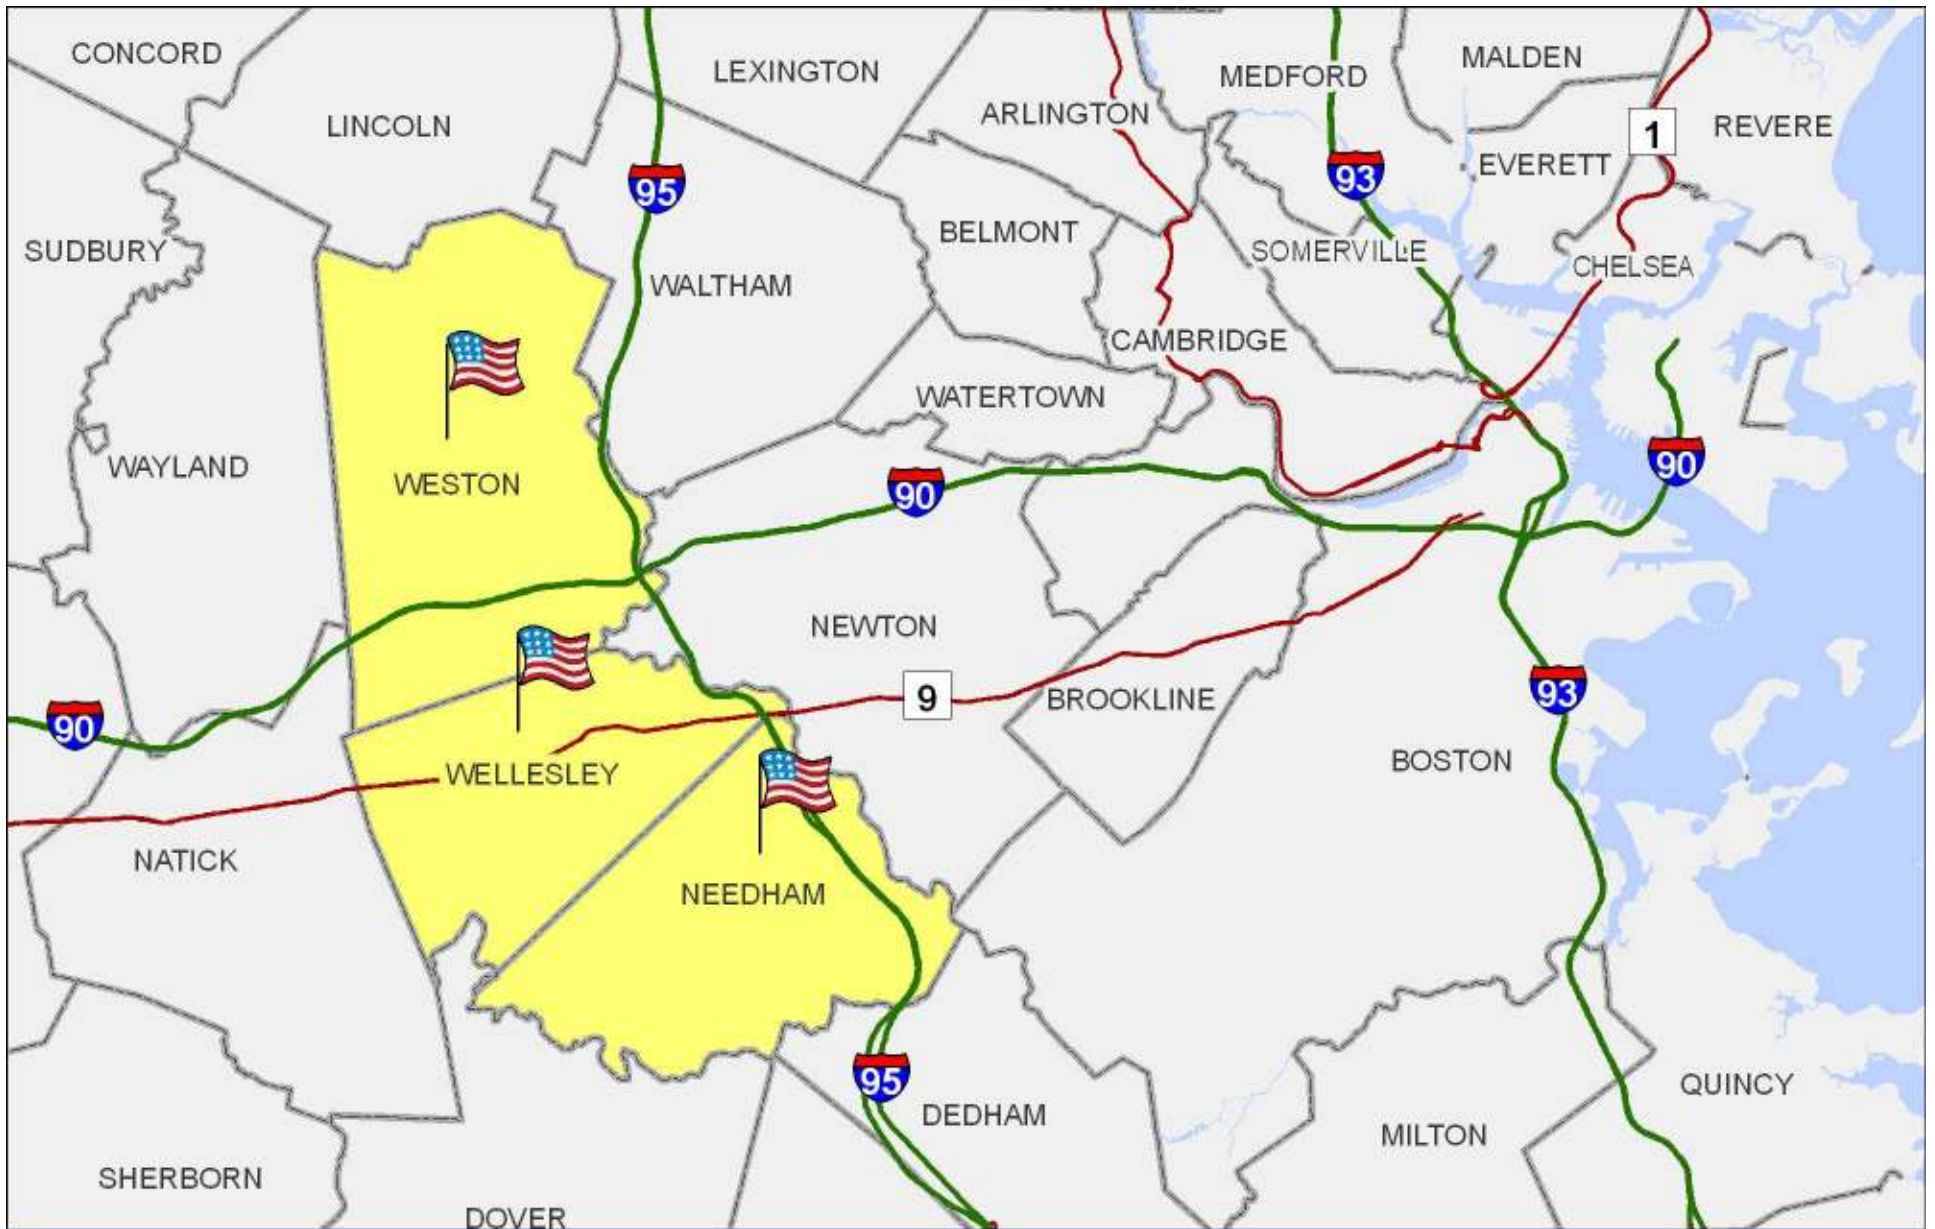 CONCORD
LEXINGTON
MEDFORD
MALDEN
ARLINGTON
LINCOLN
1
REVERE
EVERETT
93
95
SUDBURY
BELMONT
SOMERVILLE
CHELSEA
WALTHAM
CAMBRIDGE
WATERTOWN
WAYLAND
90
WESTON
90
NEWTON
93
9
BROOKLINE
90
BOSTON
WELLESLEY
NATICK
NEEDHAM
95
QUINCY
DEDHAM
MILTON
SHERBORN
DOVER